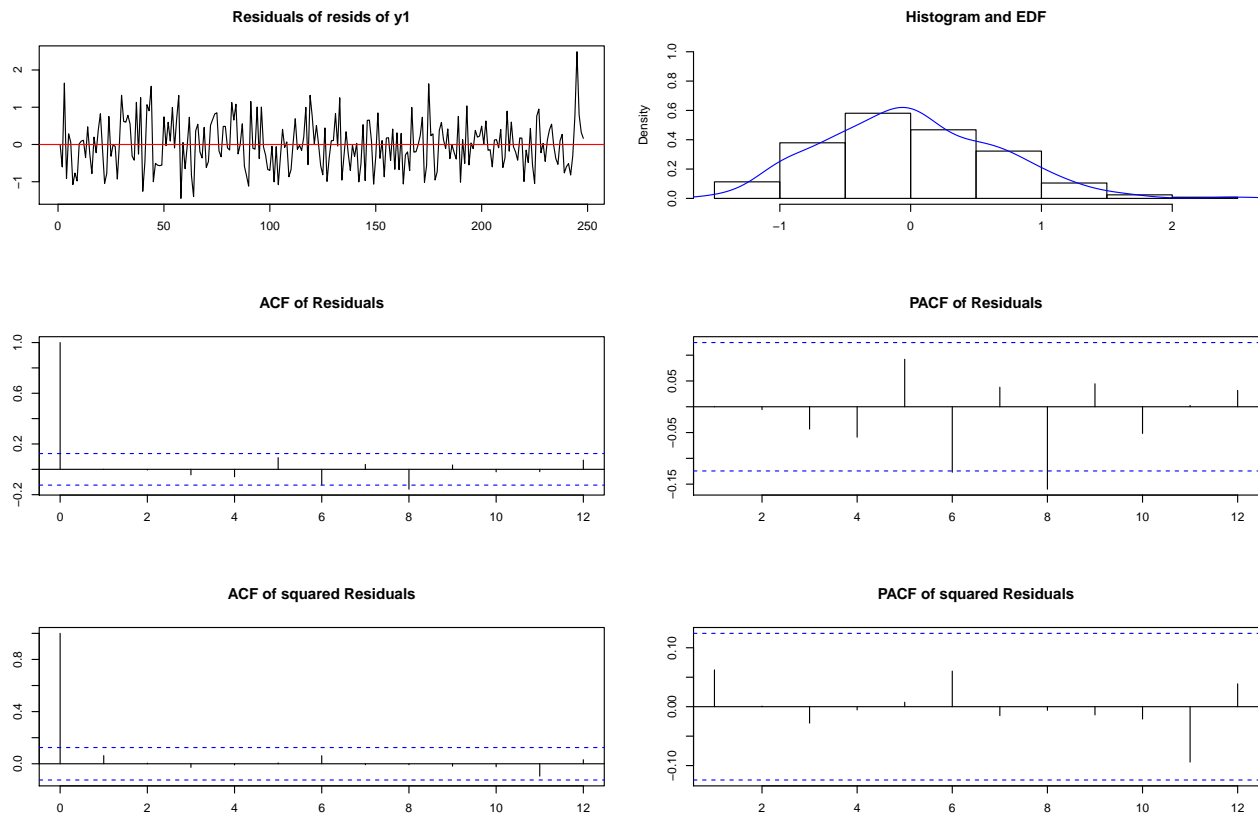 Residuals of resids of y1
2
1
0
−1
0 50 100 150 200 250
Histogram and EDF
Density
1.0
0.8
0.6
0.4
0.2
0.0
−1 0 1 2
ACF of Residuals
1.0
0.6
0.2
−0.2
0 2 4 6 8 10 12
PACF of Residuals
0.05
−0.05
−0.15
2 4 6 8 10 12
ACF of squared Residuals
0.8
0.4
0.0
0 2 4 6 8 10 12
PACF of squared Residuals
0.10
0.00
−0.10
2 4 6 8 10 12